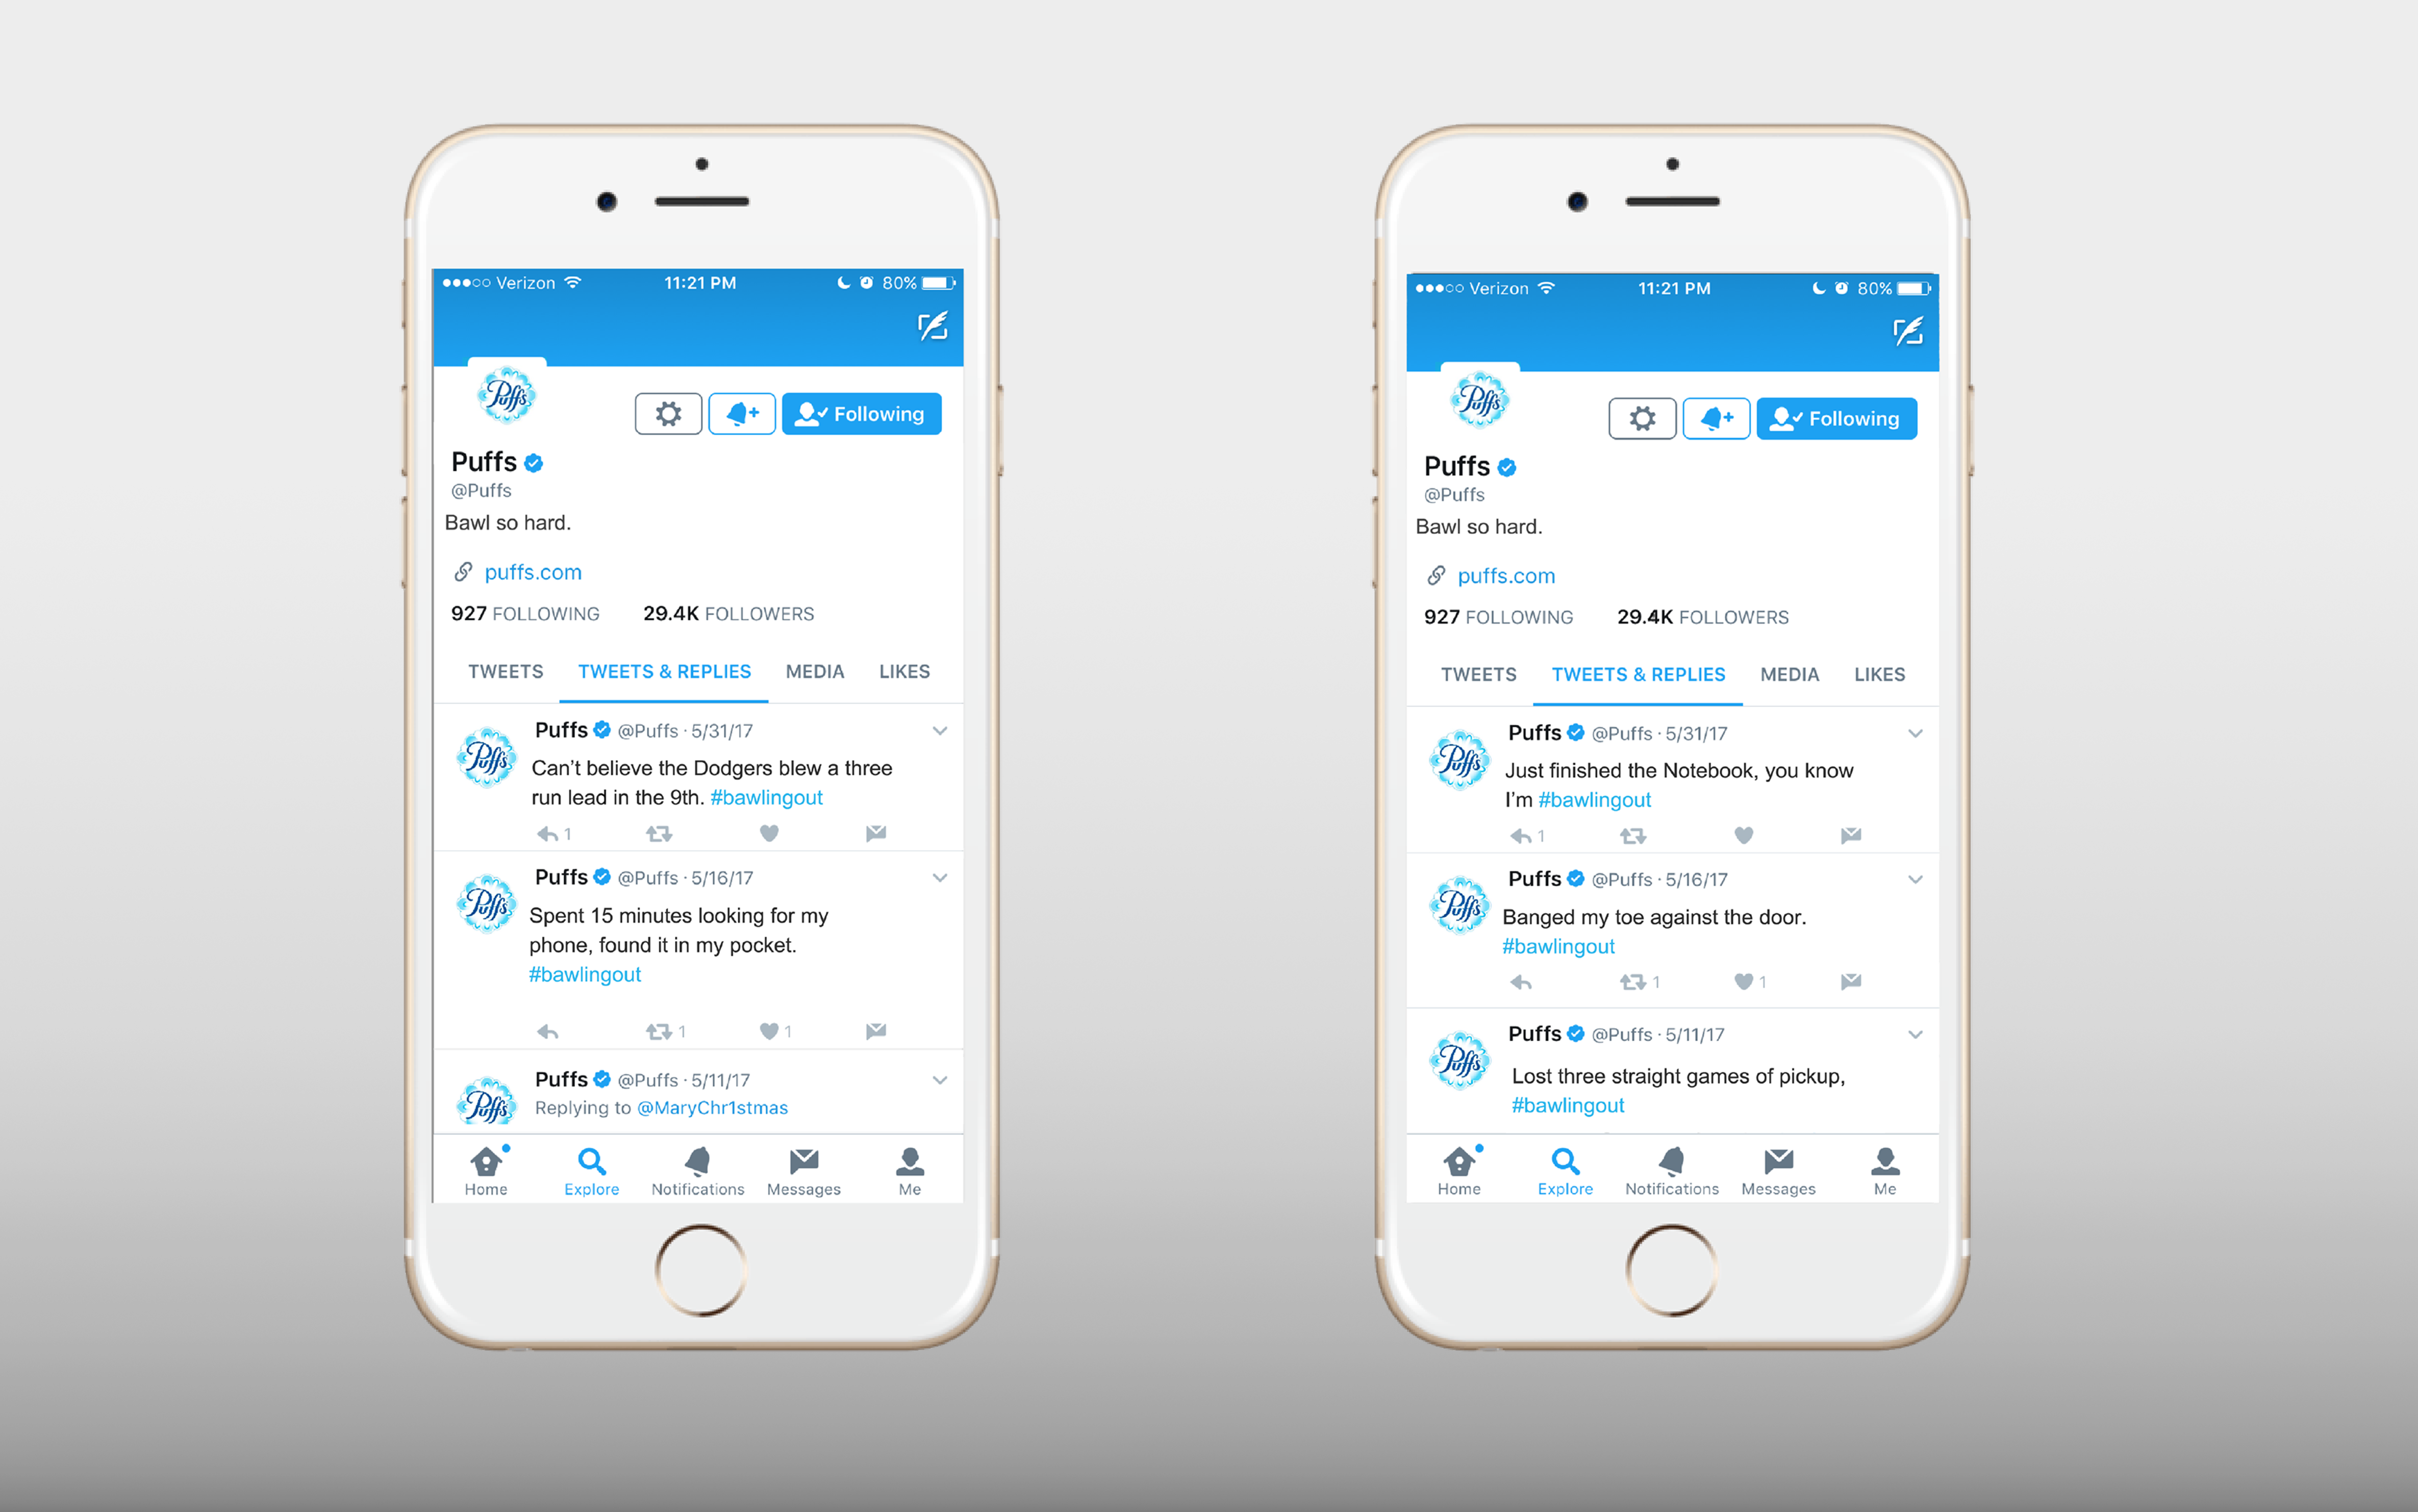 Verizon 11:21 PM 80%
Puffs
Following
Puffs
@Puffs
Bawl so hard.
puffs.com
927 FOLLOWING 29.4K FOLLOWERS
TWEETS TWEETS & REPLIES MEDIA LIKES
Puffs
Puffs @Puffs · 5/31/17
Can't believe the Dodgers blew a three
run lead in the 9th. #bawlingout
1
Puffs
Puffs @Puffs · 5/16/17
Spent 15 minutes looking for my
phone, found it in my pocket.
#bawlingout
1 1
Puffs
Puffs @Puffs · 5/11/17
Replying to @MaryChr1stmas
Home Explore Notifications Messages Me
Verizon 11:21 PM 80%
Puffs
Following
Puffs
@Puffs
Bawl so hard.
puffs.com
927 FOLLOWING 29.4K FOLLOWERS
TWEETS TWEETS & REPLIES MEDIA LIKES
Puffs
Puffs @Puffs · 5/31/17
Just finished the Notebook, you know
I'm #bawlingout
1
Puffs
Puffs @Puffs · 5/16/17
Banged my toe against the door.
#bawlingout
1 1
Puffs
Puffs @Puffs · 5/11/17
Lost three straight games of pickup,
#bawlingout
Home Explore Notifications Messages Me